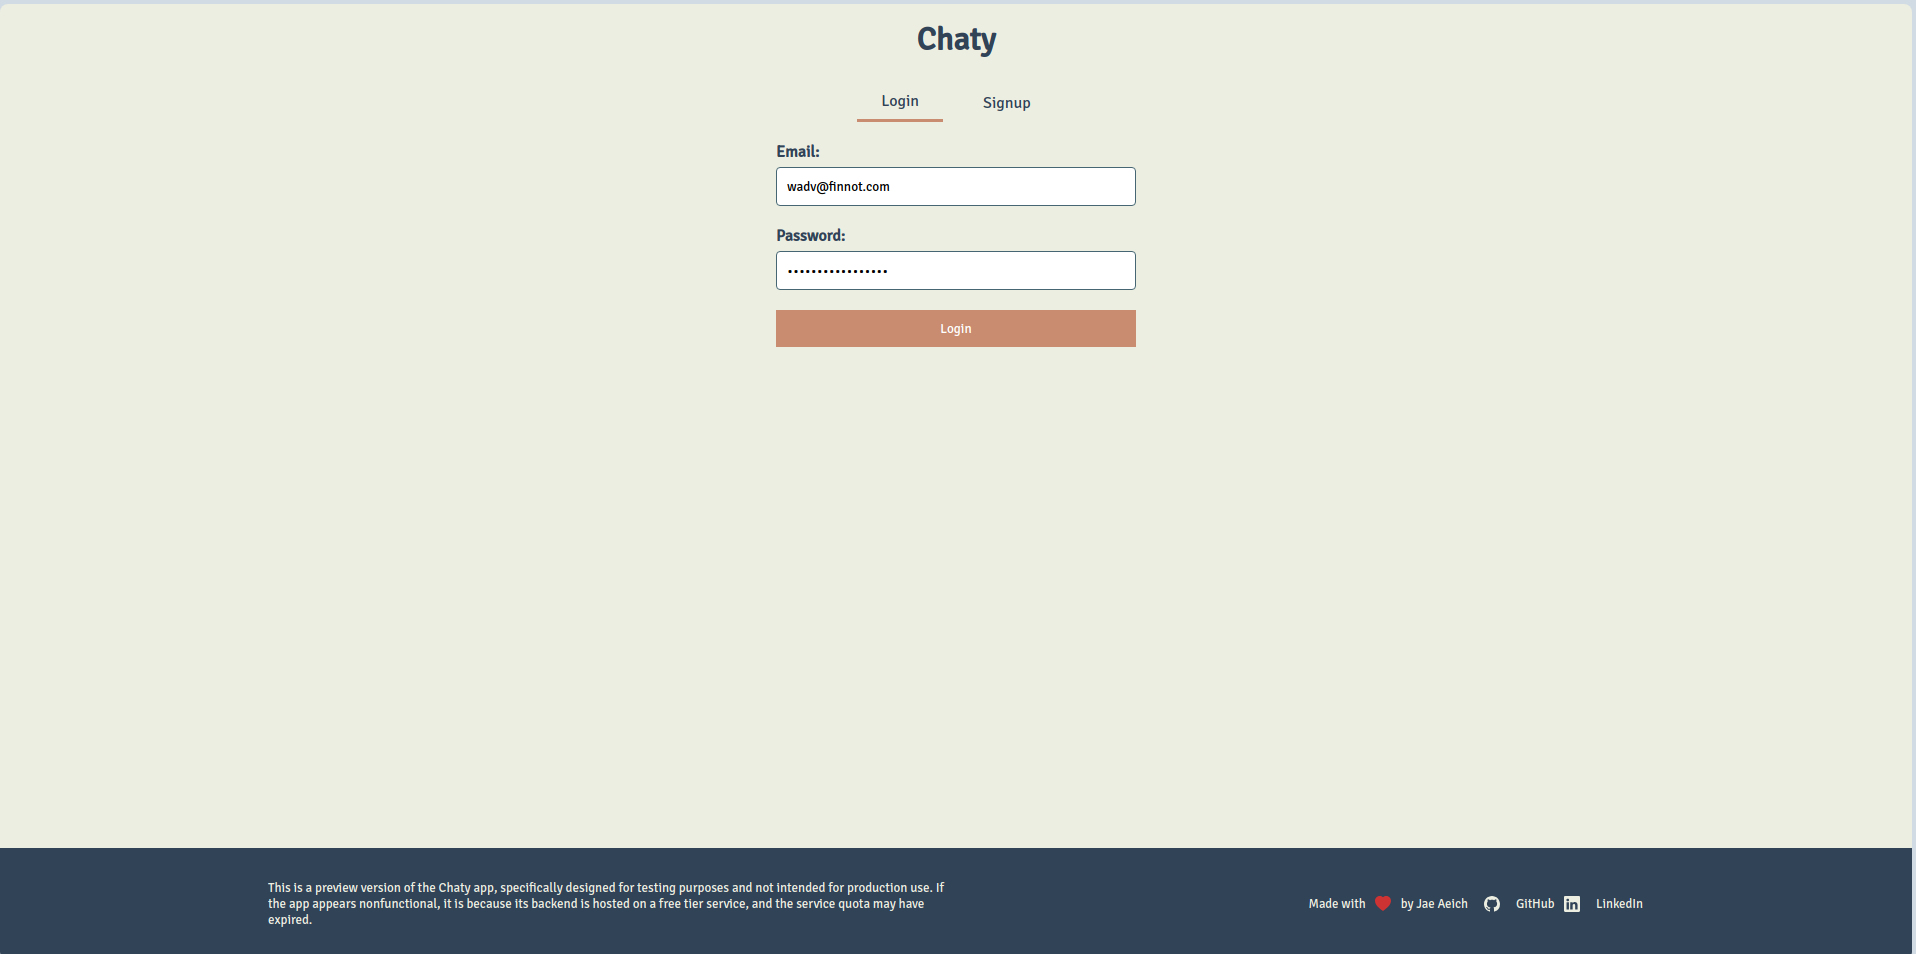 Chaty
Login
Signup
Email:
wadv@finnot.com
Password:
•••••••••••••••••
Login
This is a preview version of the Chaty app, specifically designed for testing purposes and not intended for production use. If
the app appears nonfunctional, it is because its backend is hosted on a free tier service, and the service quota may have
expired.
Made with ❤ by Jae Aeich GitHub LinkedIn